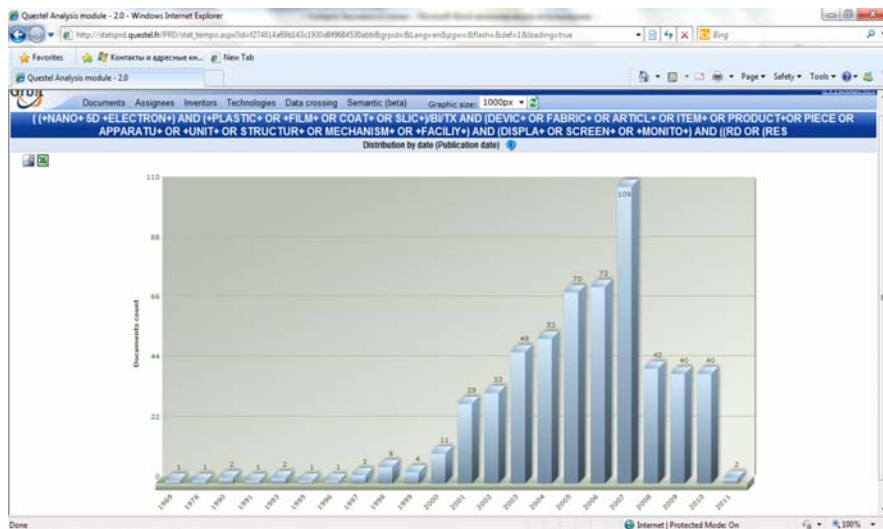 Questel Analysis module - 2.0 - Windows Internet Explorer
Bing
Favorites Контакты и адресные кн... New Tab
Questel Analysis module - 2.0 Page Safety Tools
Orbit Documents Assignees Inventors Technologies Data crossing Semantic (beta) Graphic size: 1000px
( (+NANO+ 5D +ELECTRON+) AND (+PLASTIC+ OR +FILM+ OR COAT+ OR SLIC+)/BI/TX AND (DEVIC+ OR FABRIC+ OR ARTICL+ OR ITEM+ OR PRODUCT+OR PIECE OR
APPARATU+ OR +UNIT+ OR STRUCTUR+ OR MECHANISM+ OR +FACILIY+) AND (DISPLA+ OR SCREEN+ OR +MONITO+) AND ((RD OR (RES
Distribution by date (Publication date)
110
109
88
72
70
66
53
48
44
42 40 40
33
29
22
11
1 1 2 1 2 1 1 3 6 4 2
0
Documents count
1969 1976 1990 1991 1993 1995 1996 1997 1998 1999 2000 2001 2002 2003 2004 2005 2006 2007 2008 2009 2010 2011
Done Internet | Protected Mode: On 100%